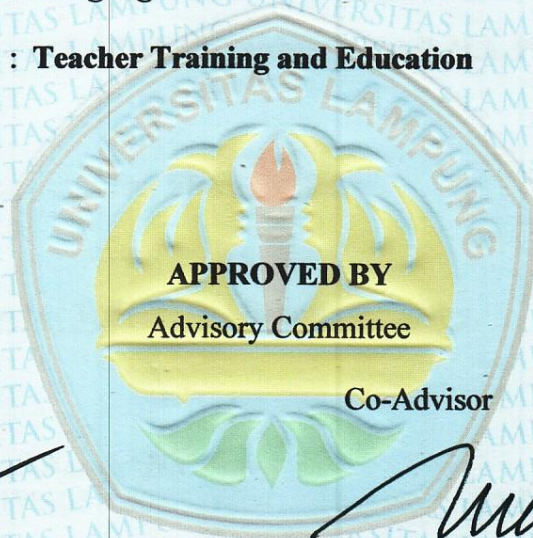 : Teacher Training and Education
UNIVERSITAS LAMPUNG
APPROVED BY
Advisory Committee
Co-Advisor